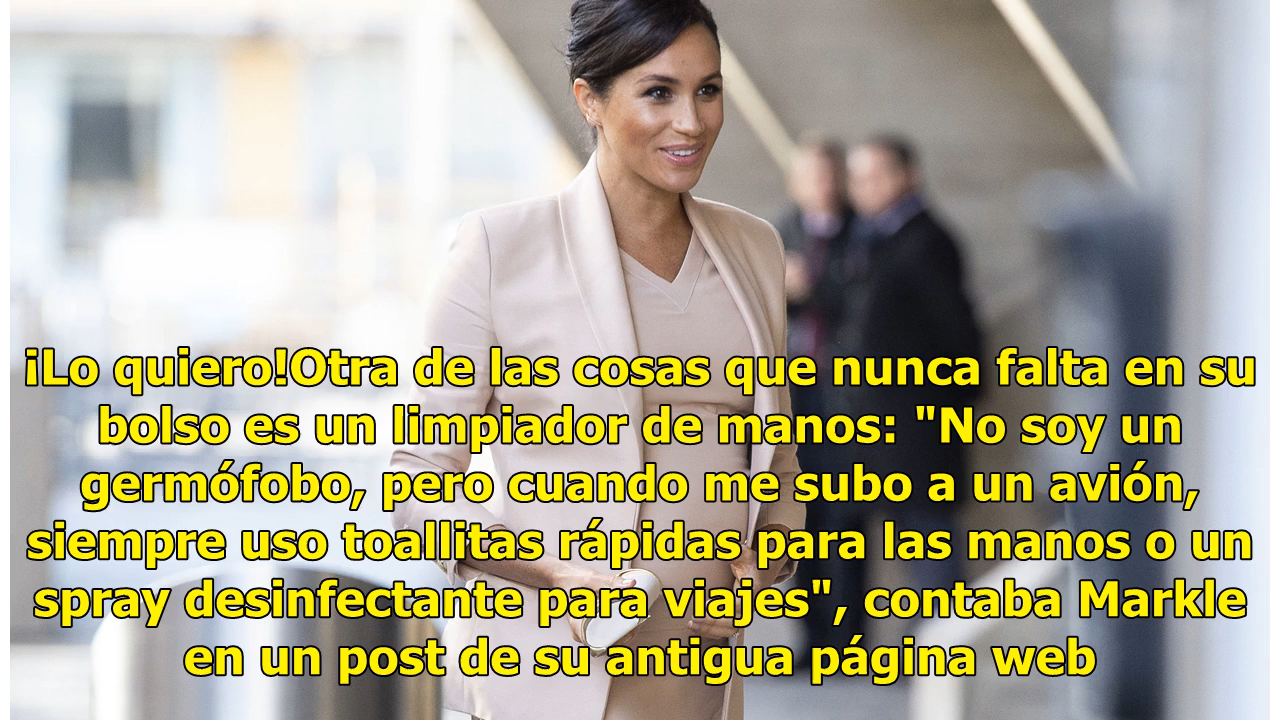 ¡Lo quiero!Otra de las cosas que nunca falta en su
bolso es un limpiador de manos: "No soy un
germófobo, pero cuando me subo a un avión,
siempre uso toallitas rápidas para las manos o un
spray desinfectante para viajes", contaba Markle
en un post de su antigua página web